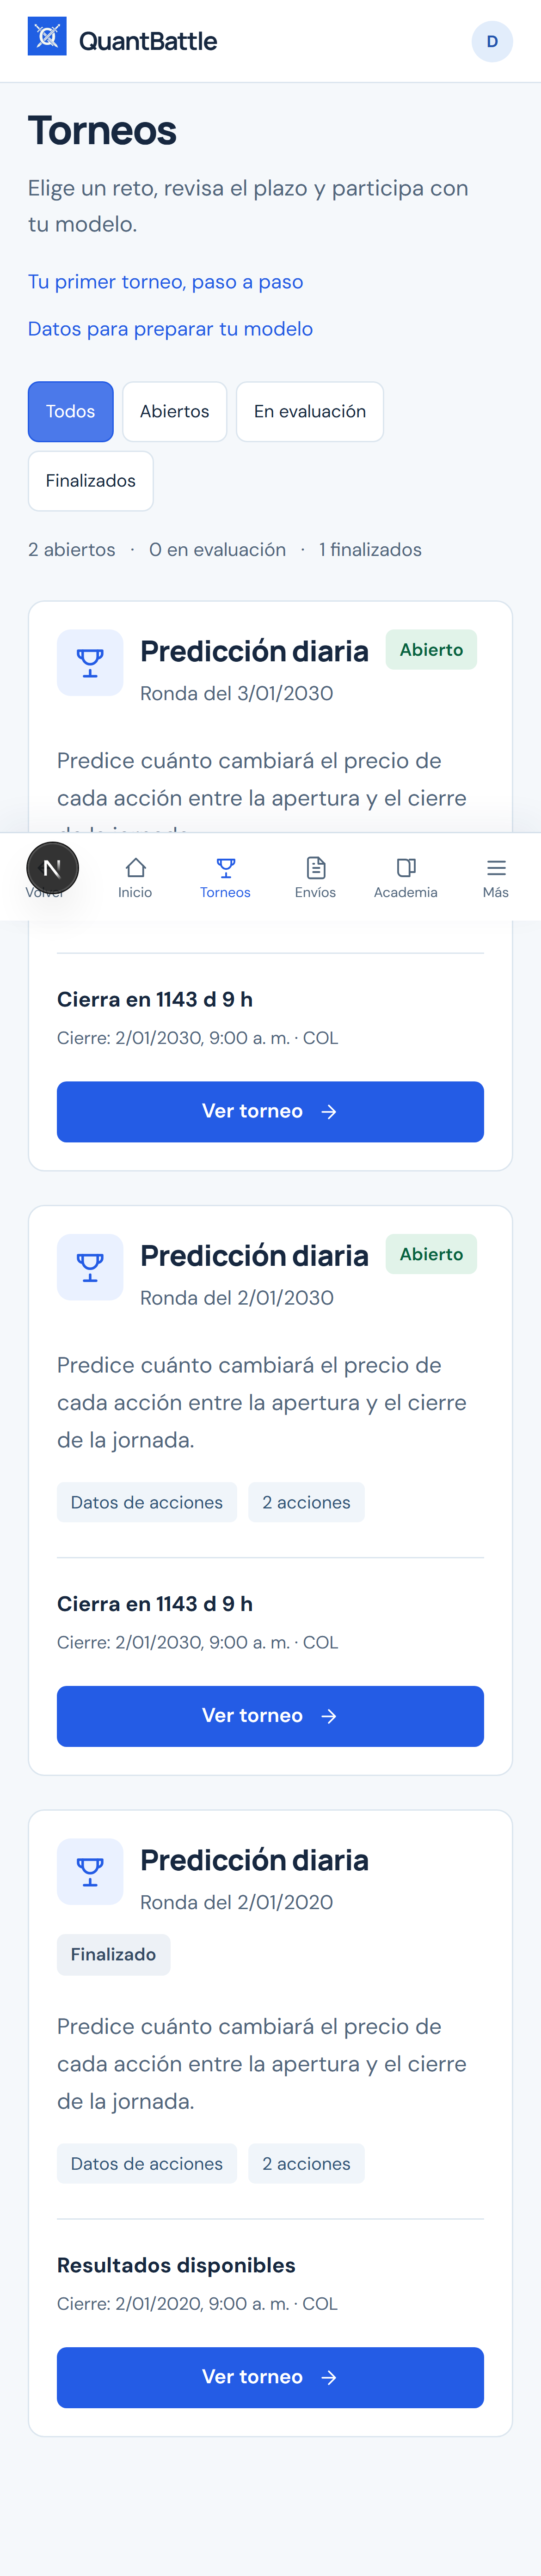 QuantBattle
D
Torneos
Elige un reto, revisa el plazo y participa con
tu modelo.
Tu primer torneo, paso a paso
Datos para preparar tu modelo
Todos
Abiertos
En evaluación
Finalizados
2 abiertos · 0 en evaluación · 1 finalizados
Predicción diaria
Abierto
Ronda del 3/01/2030
Predice cuánto cambiará el precio de
cada acción entre la apertura y el cierre
de la jornada.
N
Volver
Inicio
Torneos
Envíos
Academia
Más
Cierra en 1143 d 9 h
Cierre: 2/01/2030, 9:00 a. m. · COL
Ver torneo →
Predicción diaria
Abierto
Ronda del 2/01/2030
Predice cuánto cambiará el precio de
cada acción entre la apertura y el cierre
de la jornada.
Datos de acciones
2 acciones
Cierra en 1143 d 9 h
Cierre: 2/01/2030, 9:00 a. m. · COL
Ver torneo →
Predicción diaria
Ronda del 2/01/2020
Finalizado
Predice cuánto cambiará el precio de
cada acción entre la apertura y el cierre
de la jornada.
Datos de acciones
2 acciones
Resultados disponibles
Cierre: 2/01/2020, 9:00 a. m. · COL
Ver torneo →